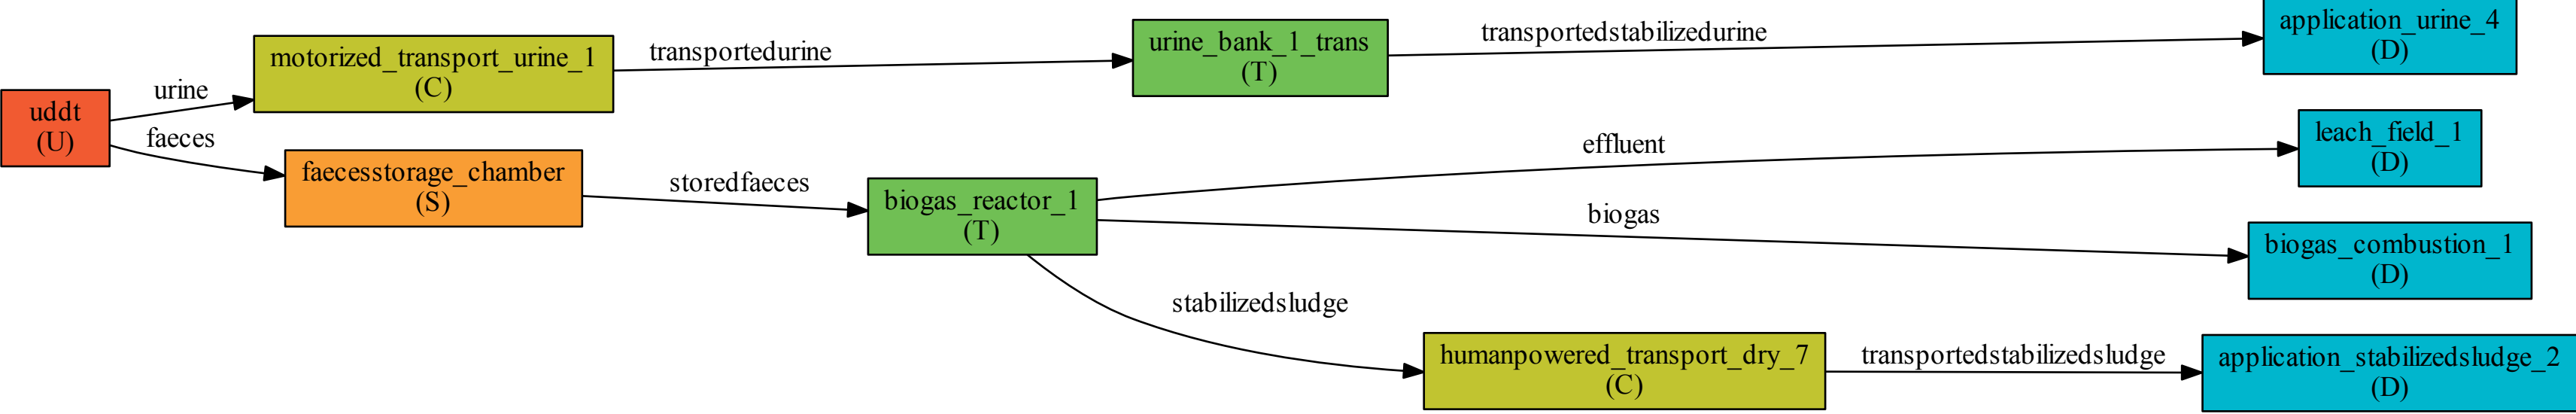 uddt
(U)
urine
faeces
motorized_transport_urine_1
(C)
transportedurine
urine_bank_1_trans
(T)
transportedstabilizedurine
application_urine_4
(D)
faecesstorage_chamber
(S)
storedfaeces
biogas_reactor_1
(T)
effluent
leach_field_1
(D)
biogas
biogas_combustion_1
(D)
stabilizedsludge
humanpowered_transport_dry_7
(C)
transportedstabilizedsludge
application_stabilizedsludge_2
(D)